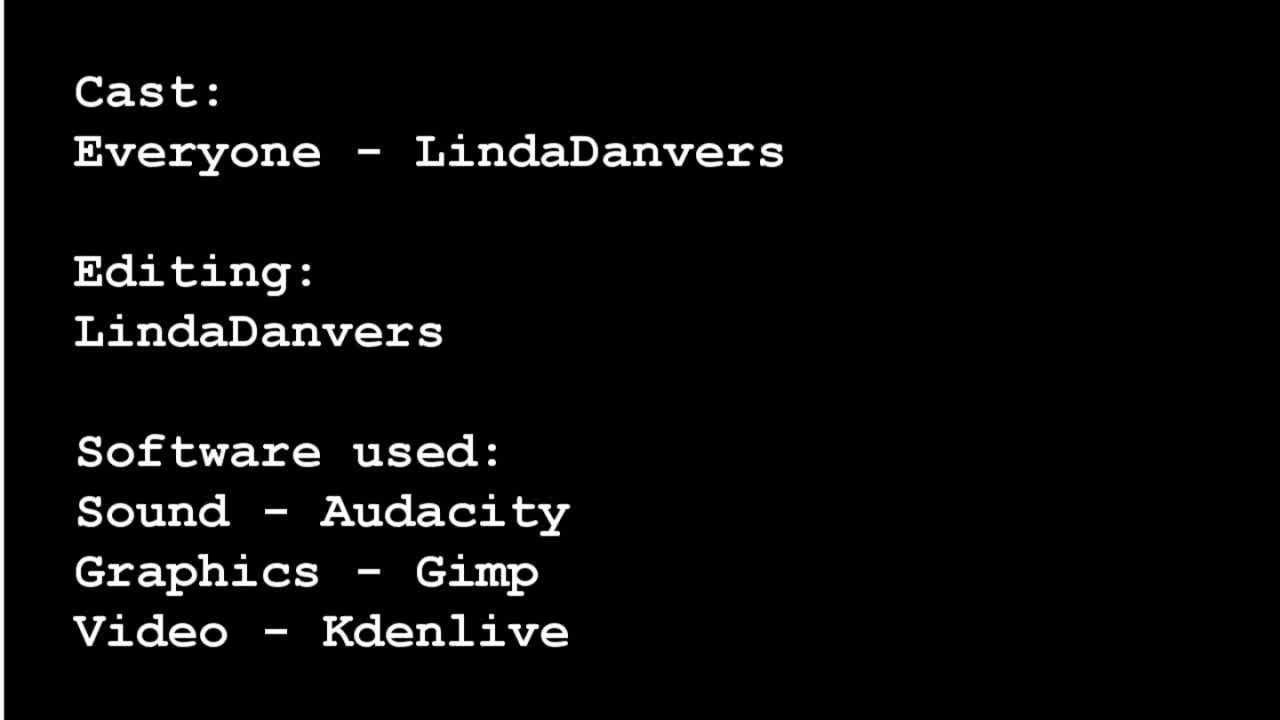 Cast:
Everyone - LindaDanvers
Editing:
LindaDanvers
Software used:
Sound - Audacity
Graphics - Gimp
Video - Kdenlive